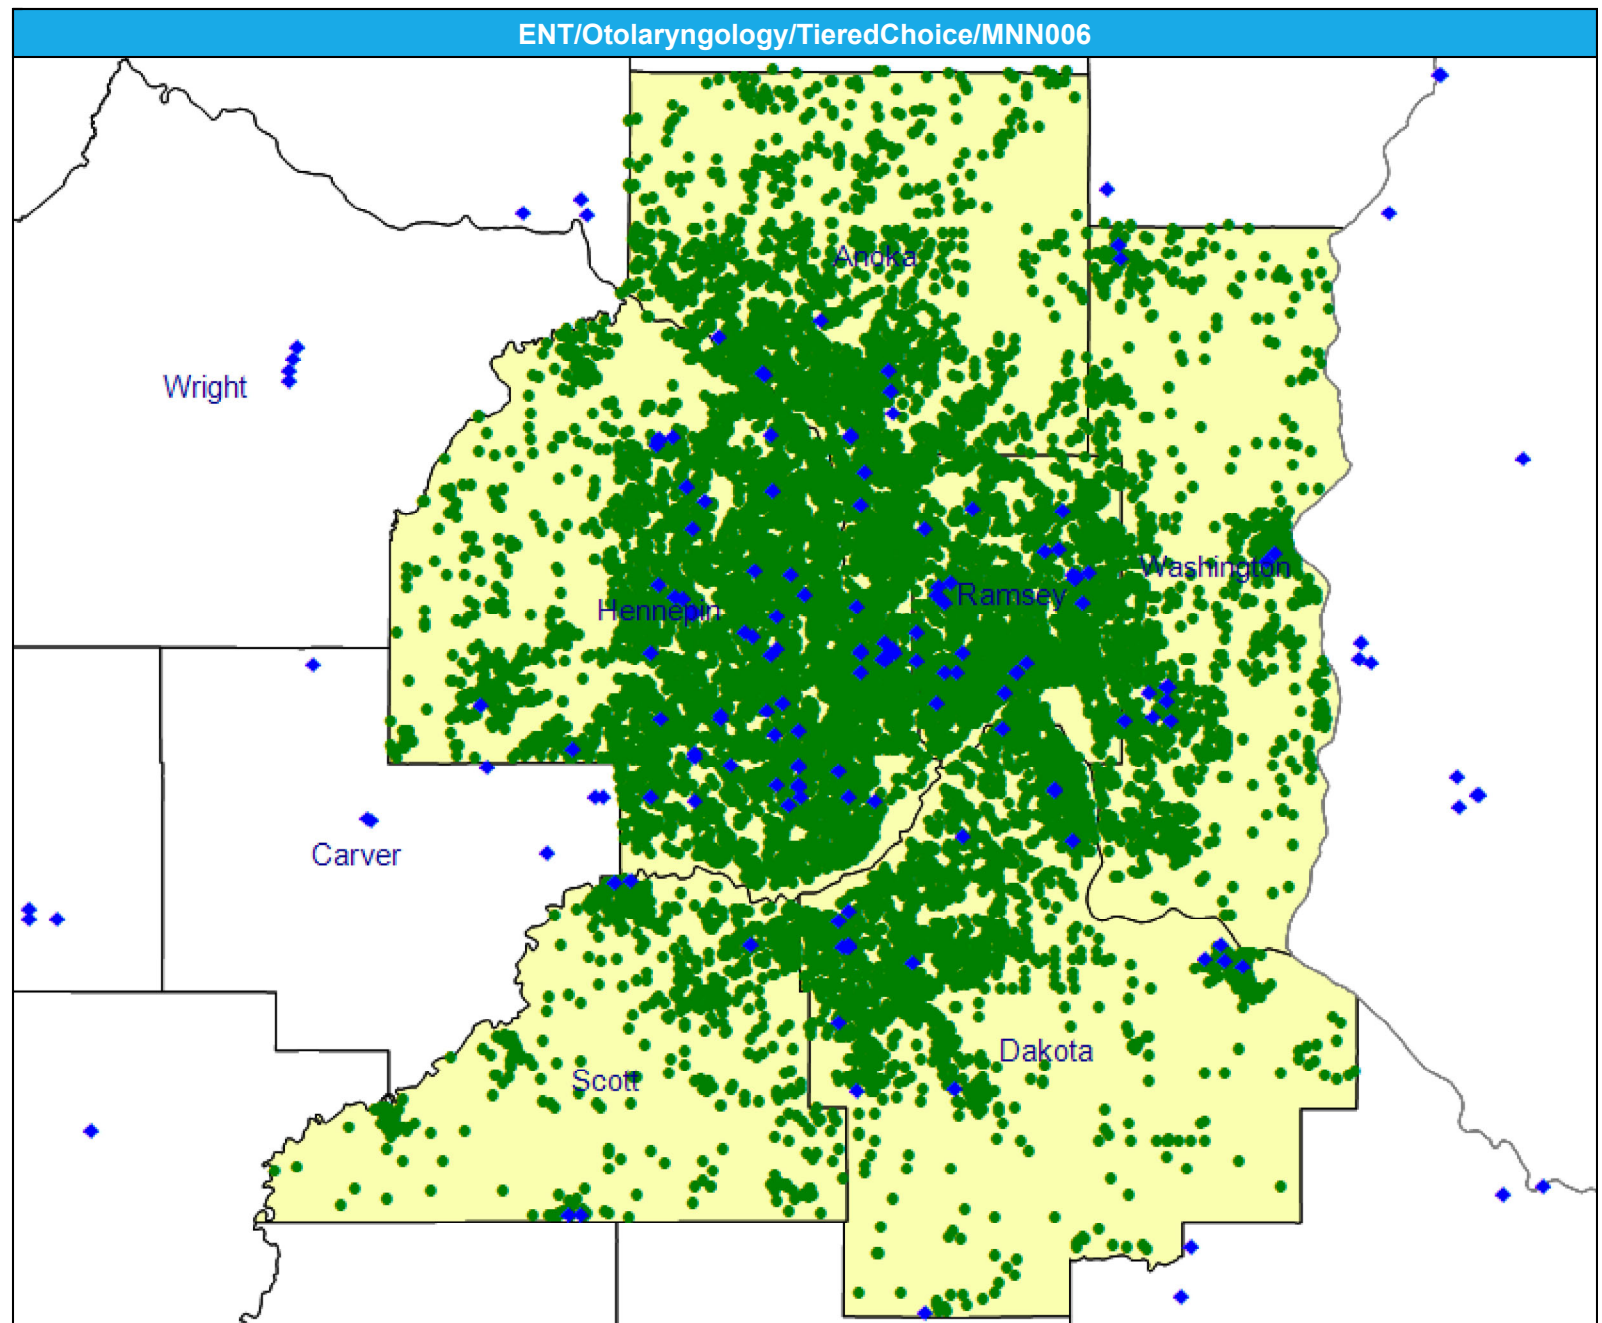 ENT/Otolaryngology/TieredChoice/MNN006
Anoka
Wright
Washington
Hennepin
Ramsey
Carver
Dakota
Scott